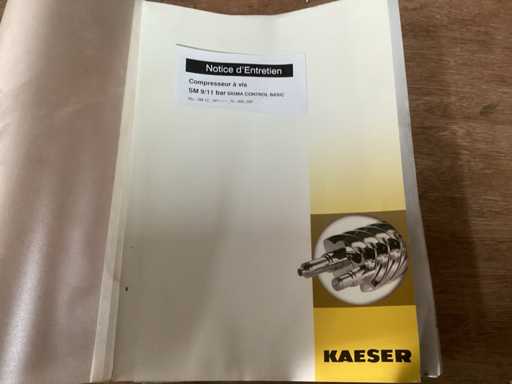 Notice d'Entretien
Compresseur à vis
SM 9/11 bar SIGMA CONTROL BASIC
KAESER